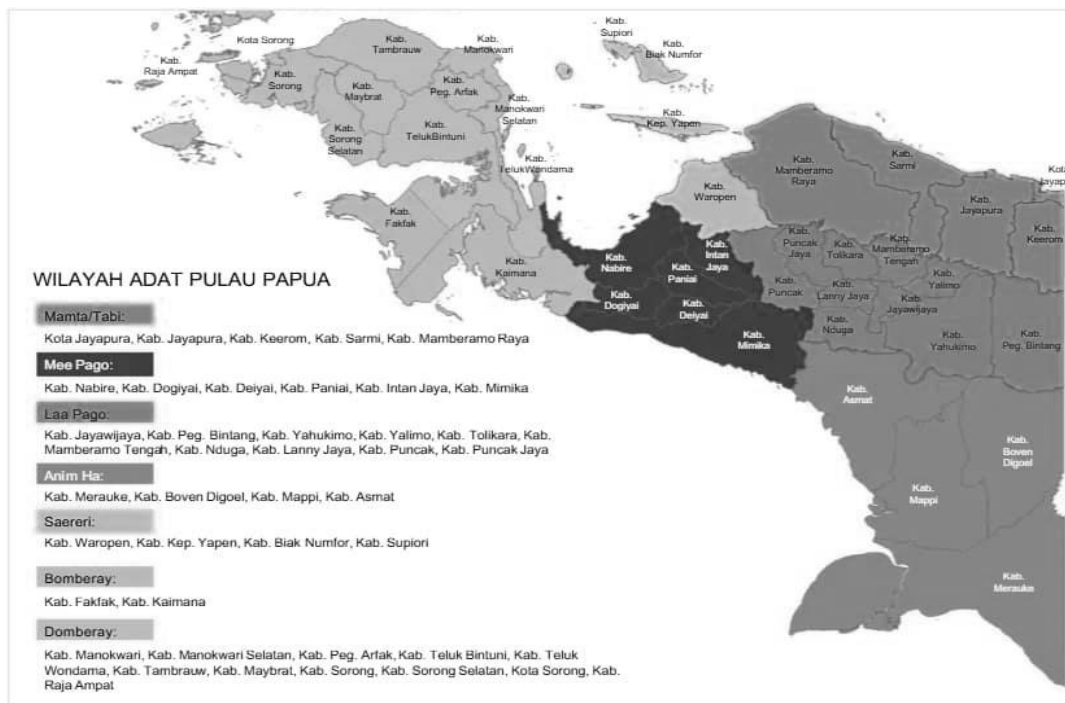 Kota Sorong
Kab.
Tambrauw
Kab.
Manokwari
Kab.
Supiori
Kab.
Biak Numfor
Kab.
Raja Ampat
Kab.
Sorong
Kab.
Maybrat
Kab.
Peg. Arfak
Kab.
Manokwari
Selatan
Kab.
Sorong
Selatan
Kab.
TelukBintuni
Kab.
Kep. Yapen
Kab.
TelukWondama
Kab.
Waropen
Kab.
Mamberamo
Raya
Kab.
Sarmi
Kota
Jayapu
Kab.
Jayapura
Kab.
Keerom
Kab.
Fakfak
Kab.
Kaimana
Kab.
Nabire
Kab.
Paniai
Kab.
Intan
Jaya
Kab.
Dogiyai
Kab.
Deiyai
Kab.
Mimika
Kab.
Puncak
Jaya
Kab.
Tolikara
Kab.
Mamberamo
Tengah
Kab.
Yalimo
Kab.
Puncak
Kab.
Lanny Jaya
Kab.
Jayawijaya
Kab.
Nduga
Kab.
Yahukimo
Kab.
Peg. Bintang
Kab.
Asmat
Kab.
Boven
Digoel
Kab.
Mappi
Kab.
Merauke
WILAYAH ADAT PULAU PAPUA
Mamta/Tabi:
Kota Jayapura, Kab. Jayapura, Kab. Keerom, Kab. Sarmi, Kab. Mamberamo Raya
Mee Pago:
Kab. Nabire, Kab. Dogiyai, Kab. Deiyai, Kab. Paniai, Kab. Intan Jaya, Kab. Mimika
Laa Pago:
Kab. Jayawijaya, Kab. Peg. Bintang, Kab. Yahukimo, Kab. Yalimo, Kab. Tolikara, Kab.
Mamberamo Tengah, Kab. Nduga, Kab. Lanny Jaya, Kab. Puncak, Kab. Puncak Jaya
Anim Ha:
Kab. Merauke, Kab. Boven Digoel, Kab. Mappi, Kab. Asmat
Saereri:
Kab. Waropen, Kab. Kep. Yapen, Kab. Biak Numfor, Kab. Supiori
Bomberay:
Kab. Fakfak, Kab. Kaimana
Domberay:
Kab. Manokwari, Kab. Manokwari Selatan, Kab. Peg. Arfak, Kab. Teluk Bintuni, Kab. Teluk
Wondama, Kab. Tambrauw, Kab. Maybrat, Kab. Sorong, Kab. Sorong Selatan, Kota Sorong, Kab.
Raja Ampat